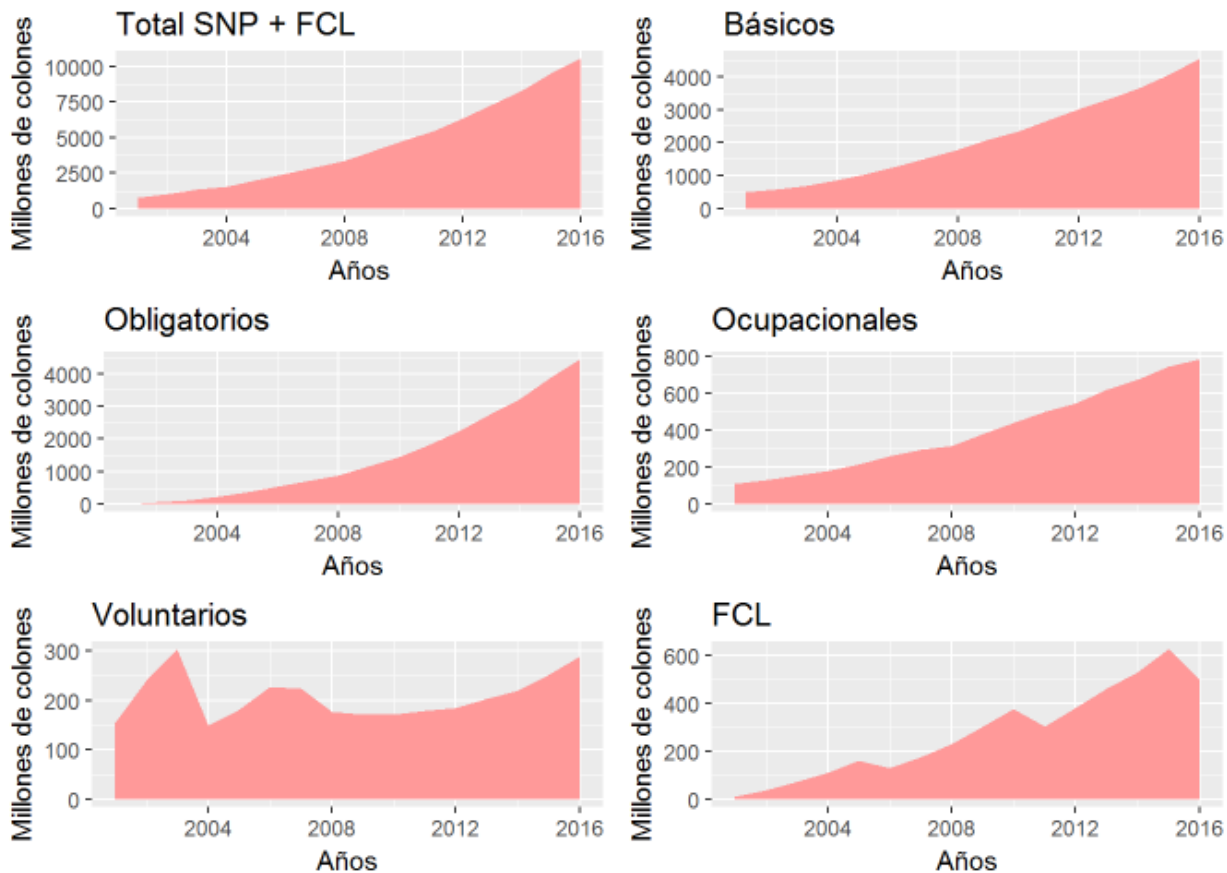 Total SNP + FCL
Millones de colones
10000
7500
5000
2500
0
2004 2008 2012 2016
Años
Básicos
Millones de colones
4000
3000
2000
1000
0
2004 2008 2012 2016
Años
Obligatorios
Millones de colones
4000
3000
2000
1000
0
2004 2008 2012 2016
Años
Ocupacionales
Millones de colones
800
600
400
200
0
2004 2008 2012 2016
Años
Voluntarios
Millones de colones
300
200
100
0
2004 2008 2012 2016
Años
FCL
Millones de colones
600
400
200
0
2004 2008 2012 2016
Años